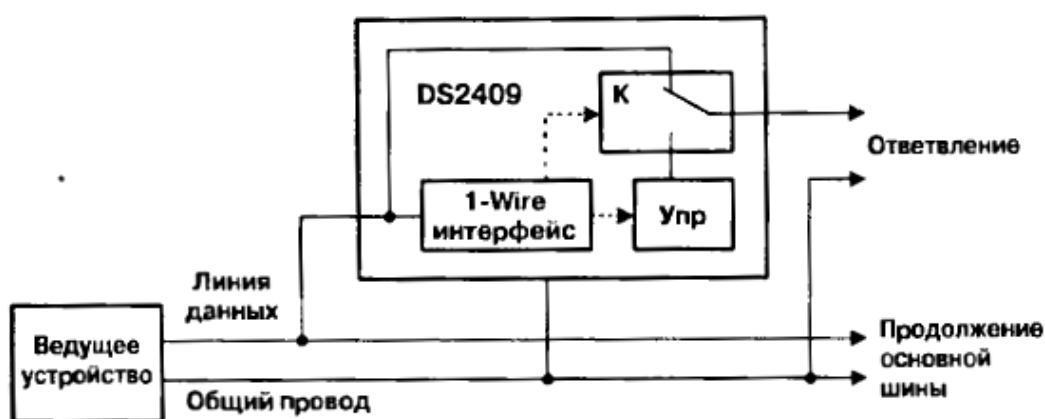 DS2409
К
Ответвление
1-Wire
интерфейс
Упр
Линия
данных
Ведущее
устройство
Продолжение
основной
шины
Общий провод